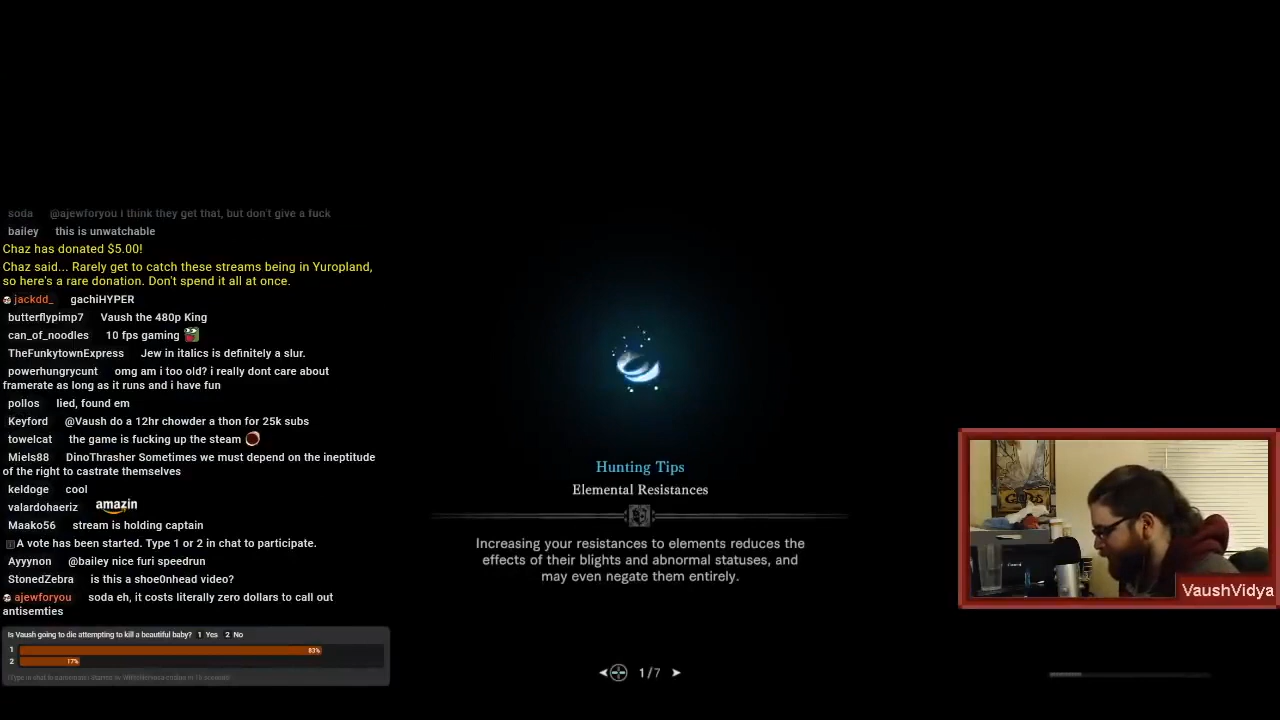 soda @ajewforyou i think they get that, but don't give a fuck
bailey this is unwatchable
Chaz has donated $5.00!
Chaz said... Rarely get to catch these streams being in Yuropland,
so here's a rare donation. Don't spend it all at once.
jackdd_ gachiHYPER
butterflypimp7 Vaush the 480p King
can_of_noodles 10 fps gaming
TheFunkytownExpress Jew in italics is definitely a slur.
powerhungrycunt omg am i too old? i really dont care about
framerate as long as it runs and i have fun
pollos lied, found em
Keyford @Vaush do a 12hr chowder a thon for 25k subs
towelcat the game is fucking up the steam
Miels88 DinoThrasher Sometimes we must depend on the ineptitude
of the right to castrate themselves
keldoge cool
valardohaeriz amazin
Maako56 stream is holding captain
A vote has been started. Type 1 or 2 in chat to participate.
Ayyynon @bailey nice furi speedrun
StonedZebra is this a shoe0nhead video?
ajewforyou soda eh, it costs literally zero dollars to call out
antisemties
Is Vaush going to die attempting to kill a beautiful baby? 1 Yes 2 No
1 83%
2 17%
Hunting Tips
Elemental Resistances
Increasing your resistances to elements reduces the
effects of their blights and abnormal statuses, and
may even negate them entirely.
1/7
VaushVidya